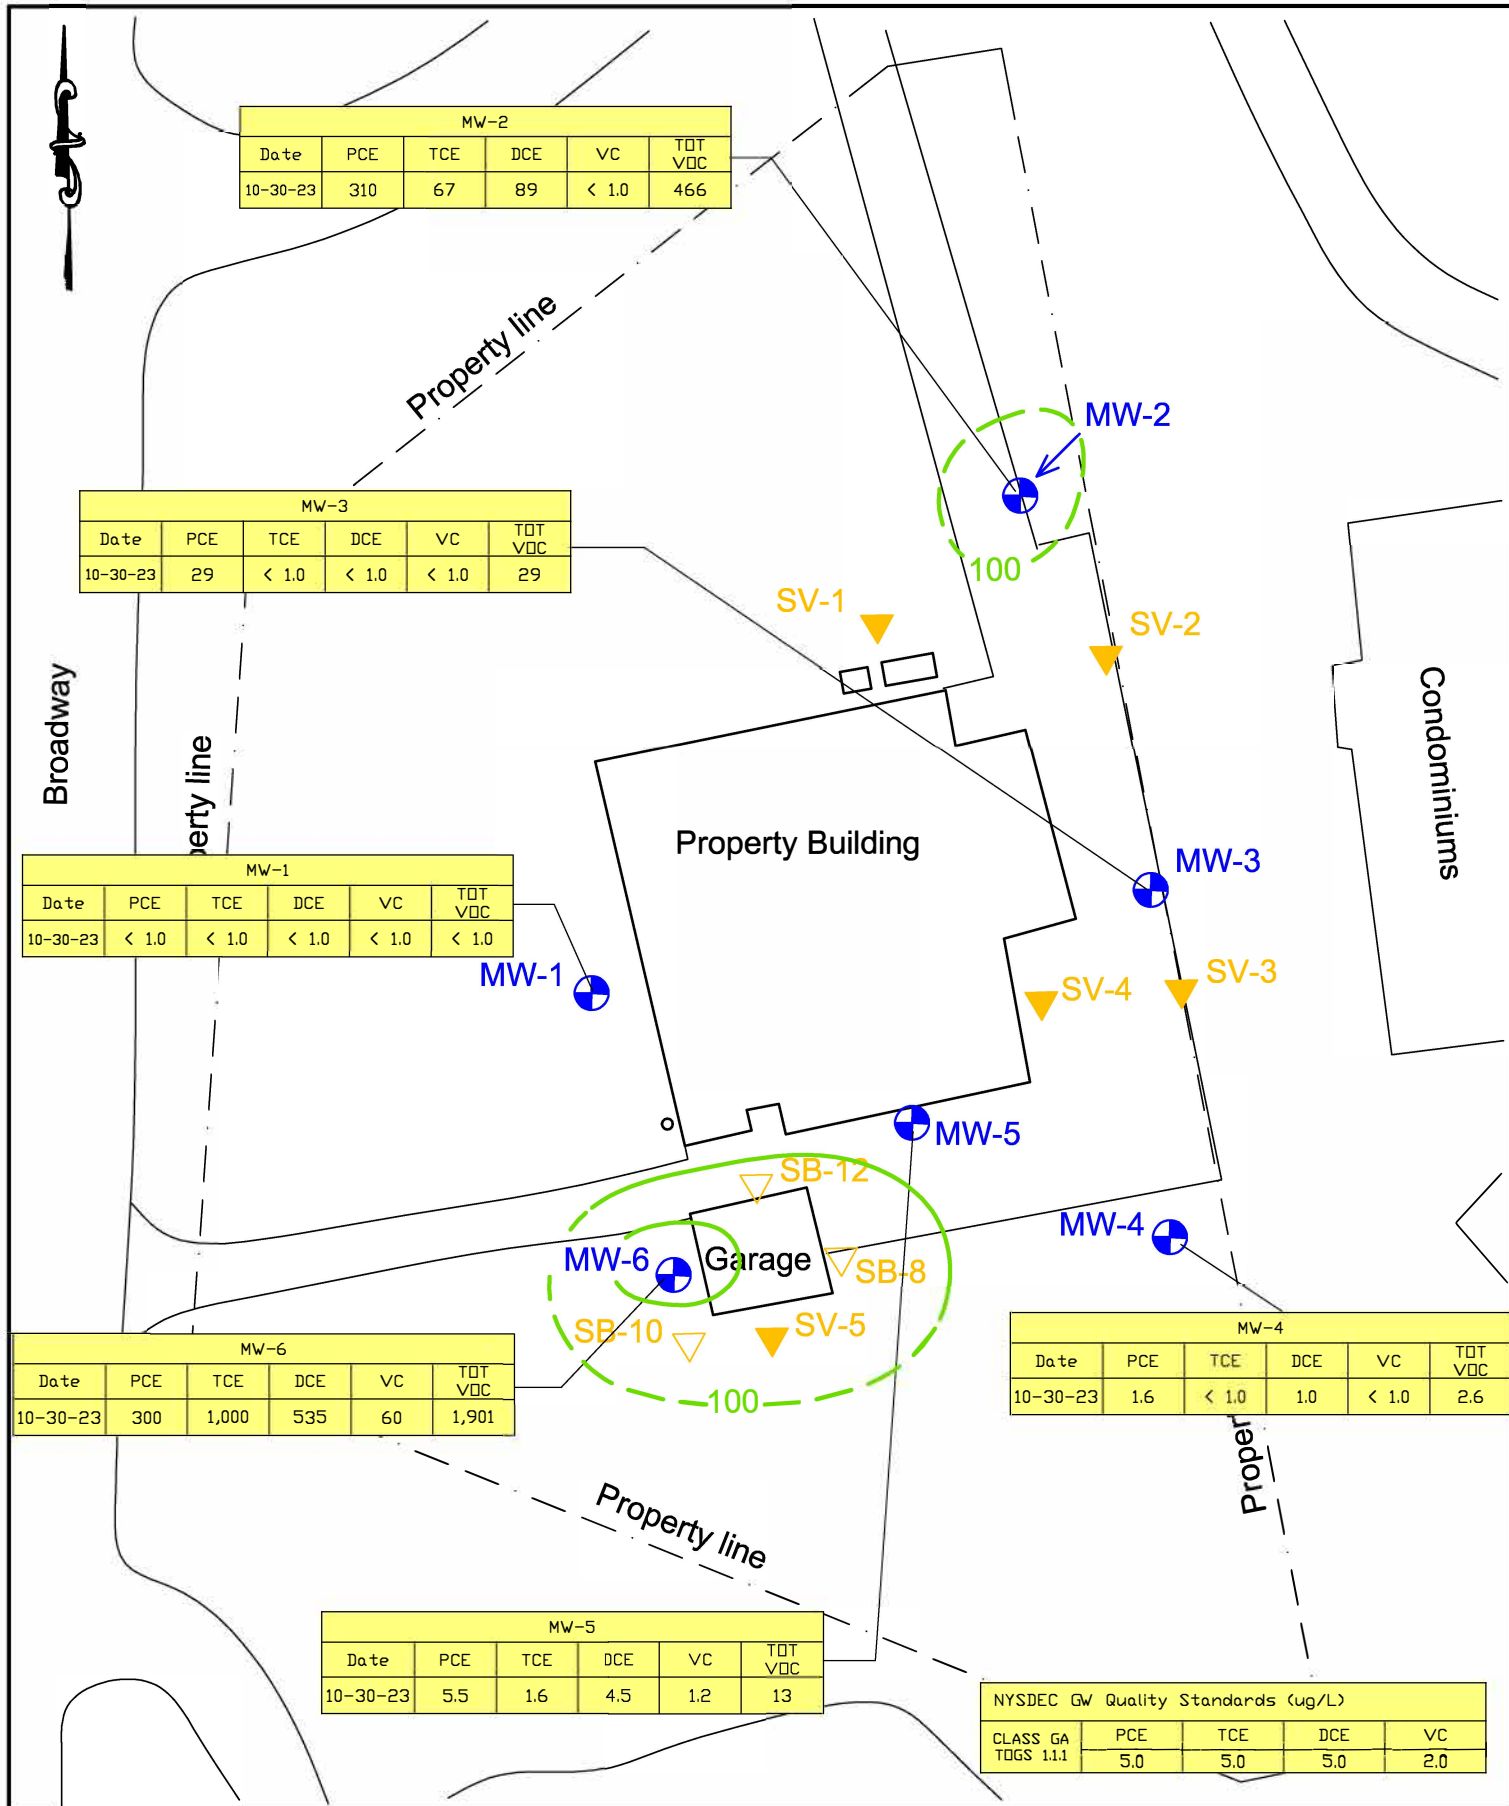 MW-2
Date PCE TCE DCE VC TOT VOC
10-30-23 310 67 89 < 1.0 466
Property line
MW-2
100
MW-3
Date PCE TCE DCE VC TOT VOC
10-30-23 29 < 1.0 < 1.0 < 1.0 29
SV-1
SV-2
Broadway
erty line
Condominiums
Property Building
MW-3
MW-1
Date PCE TCE DCE VC TOT VOC
10-30-23 < 1.0 < 1.0 < 1.0 < 1.0 < 1.0
MW-1
SV-3
SV-4
MW-5
SB-12
MW-4
MW-6
Garage
SB-8
SB-10
SV-5
100
MW-6
Date PCE TCE DCE VC TOT VOC
10-30-23 300 1,000 535 60 1,901
MW-4
Date PCE TCE DCE VC TOT VOC
10-30-23 1.6 < 1.0 1.0 < 1.0 2.6
Proper
Property line
MW-5
Date PCE TCE DCE VC TOT VOC
10-30-23 5.5 1.6 4.5 1.2 13
NYSDEC GW Quality Standards (ug/L)
CLASS GA TOGS 1.1.1 PCE TCE DCE VC
5.0 5.0 5.0 2.0